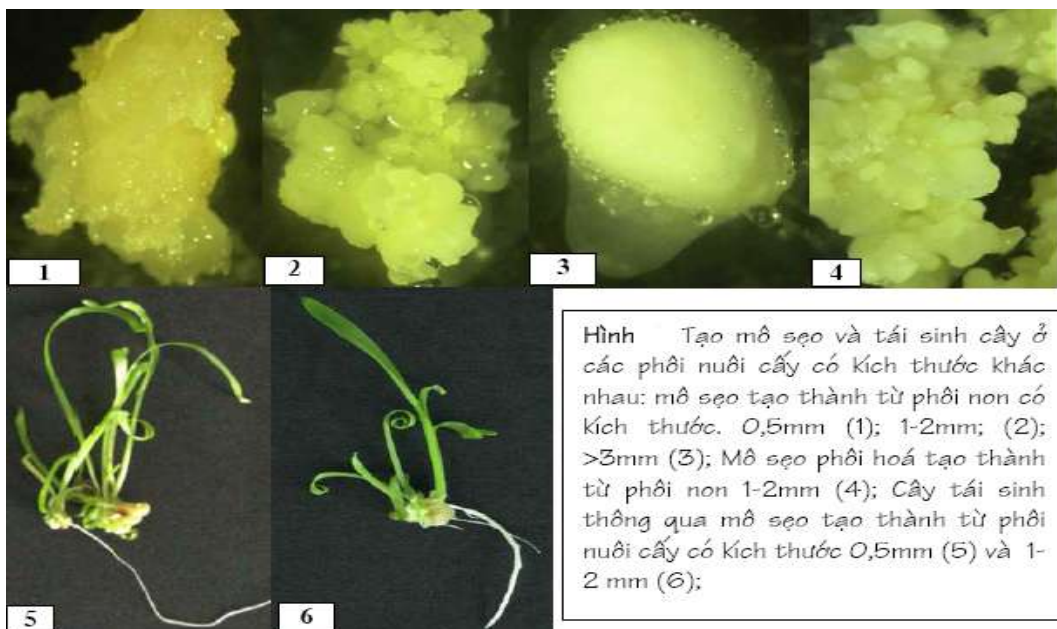 1
2
3
4
5
6
Hình Tạo mô sẹo và tái sinh cây ở
các phôi nuôi cấy có kích thước khác
nhau: mô sẹo tạo thành từ phôi non có
kích thước. 0,5mm (1); 1-2mm; (2);
>3mm (3); Mô sẹo phôi hoá tạo thành
từ phôi non 1-2mm (4); Cây tái sinh
thông qua mô sẹo tạo thành từ phôi
nuôi cấy có kích thước 0,5mm (5) và 1-
2 mm (6);